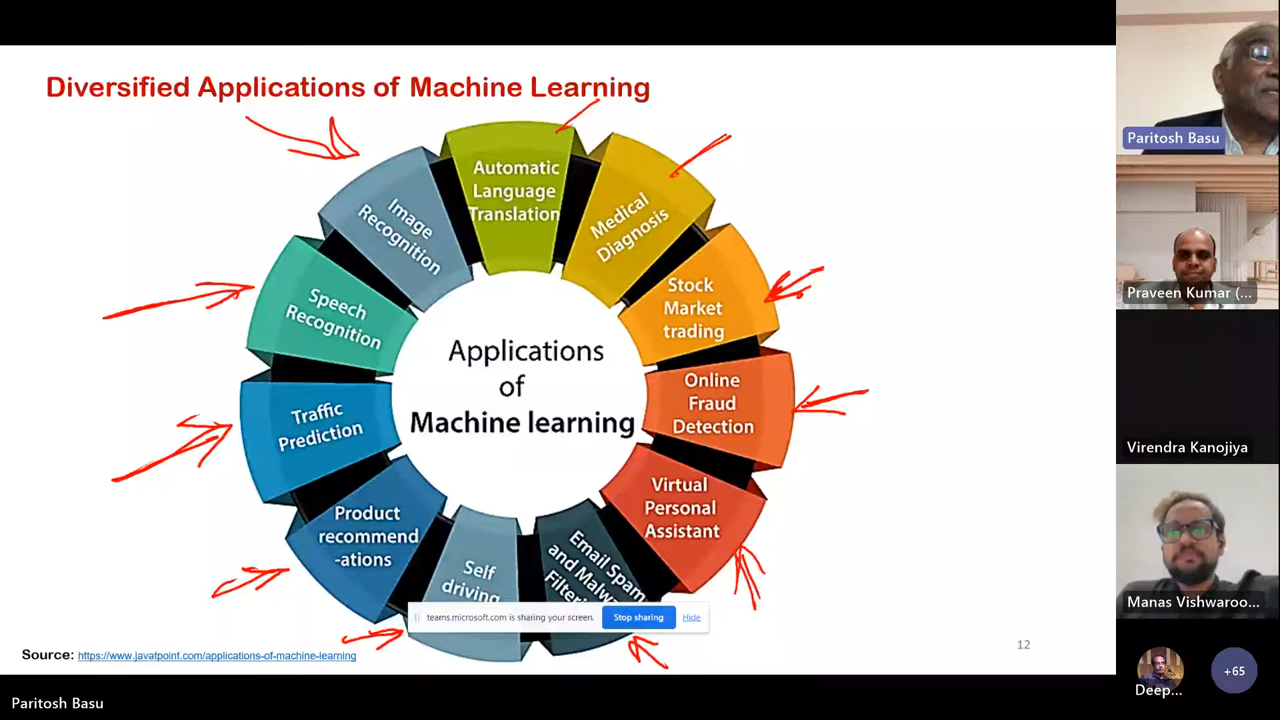 Diversified Applications of Machine Learning
Automatic
Language
Translation
Medical
Diagnosis
Stock
Market
trading
Online
Fraud
Detection
Virtual
Personal
Assistant
Email Spam
and
Self
driving
Product
recommend
-ations
Traffic
Prediction
Speech
Recognition
Image
Recognition
Applications
of
Machine learning
teams.microsoft.com is sharing your screen.
Stop sharing
Hide
Source: https://www.javatpoint.com/applications-of-machine-learning
12
Paritosh Basu
Paritosh Basu
Praveen Kumar (...
Virendra Kanojiya
Manas Vishwaroo...
Deep...
+65